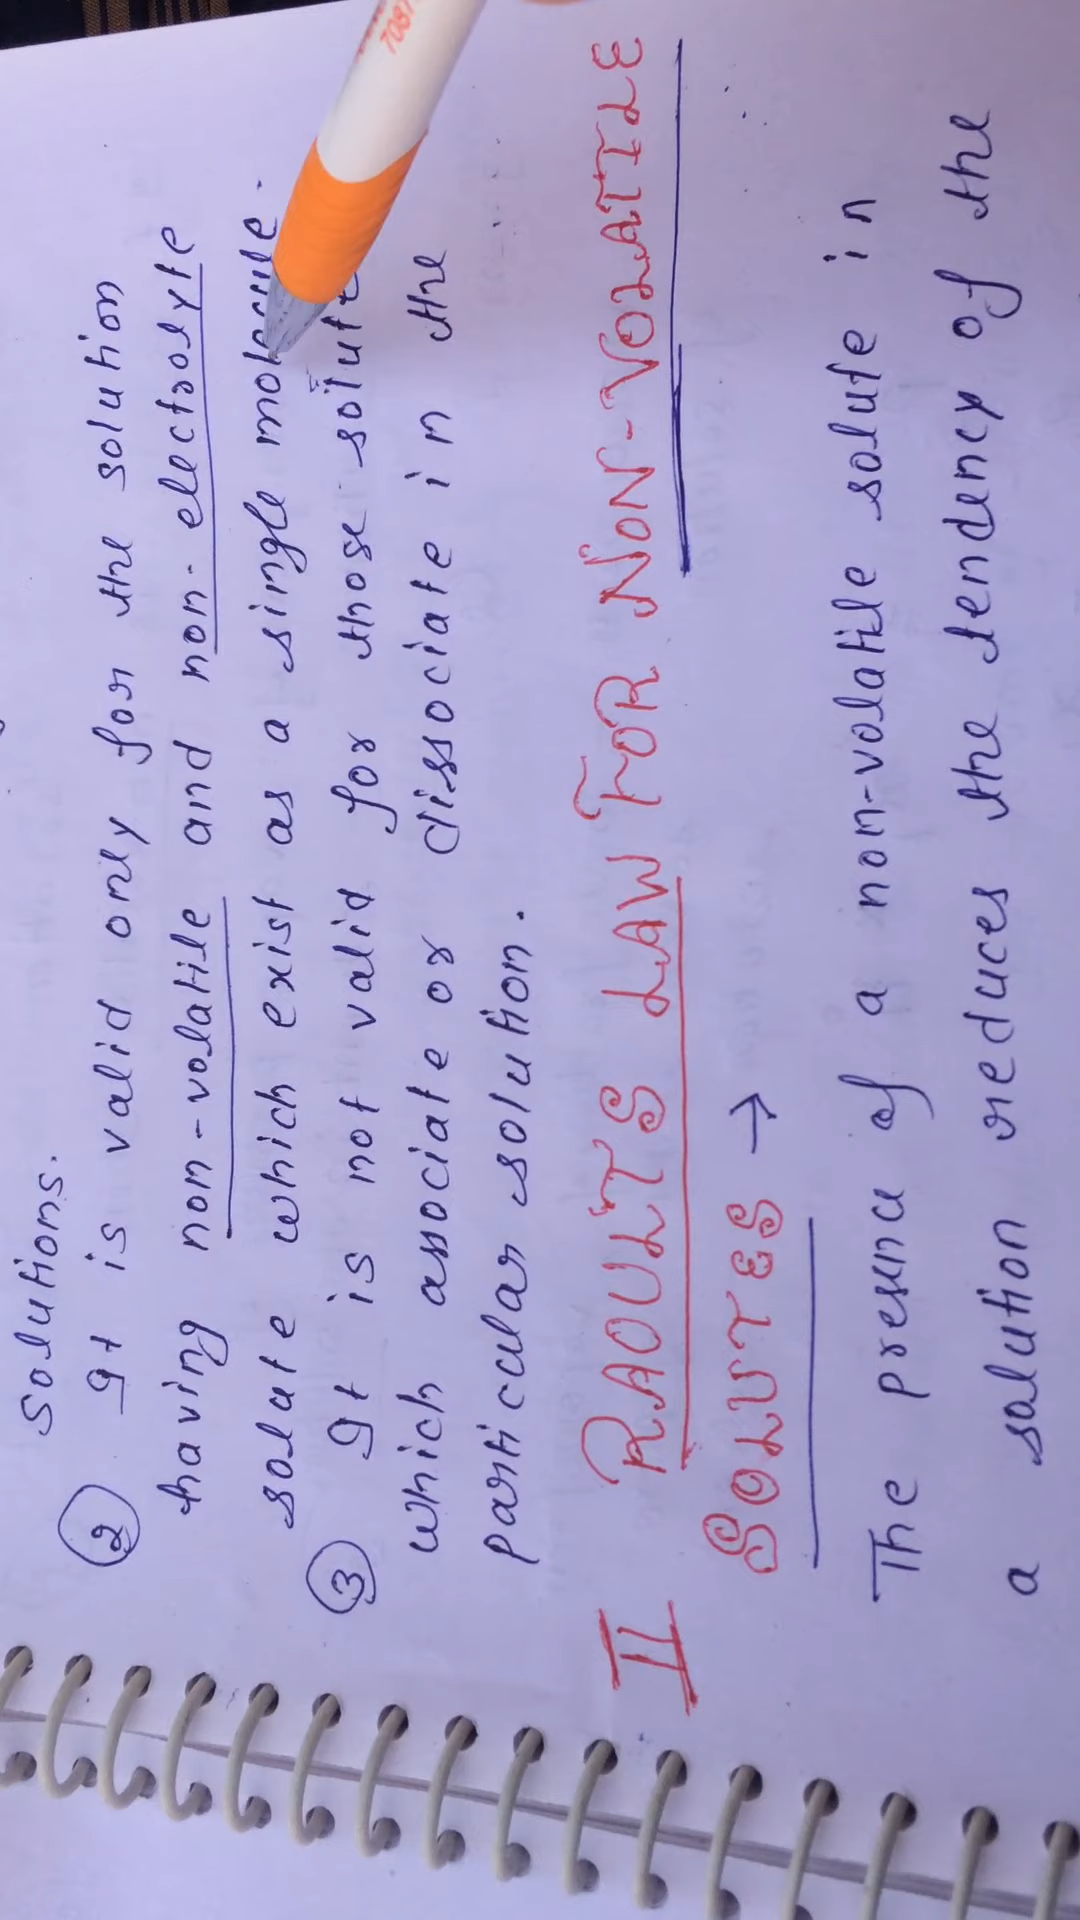 Solutions.
② It is valid only for the solution
having non-volatile and non-electrolyte
solute which exist as a single molecule.
③ It is not valid for those solute
which associate or dissociate in the
particular solution.
II RAOULTS LAW FOR NON-VOLATILE
SOLUTES →
The presence of a non-volatile solute in
a solution reduces the tendency of the
7087